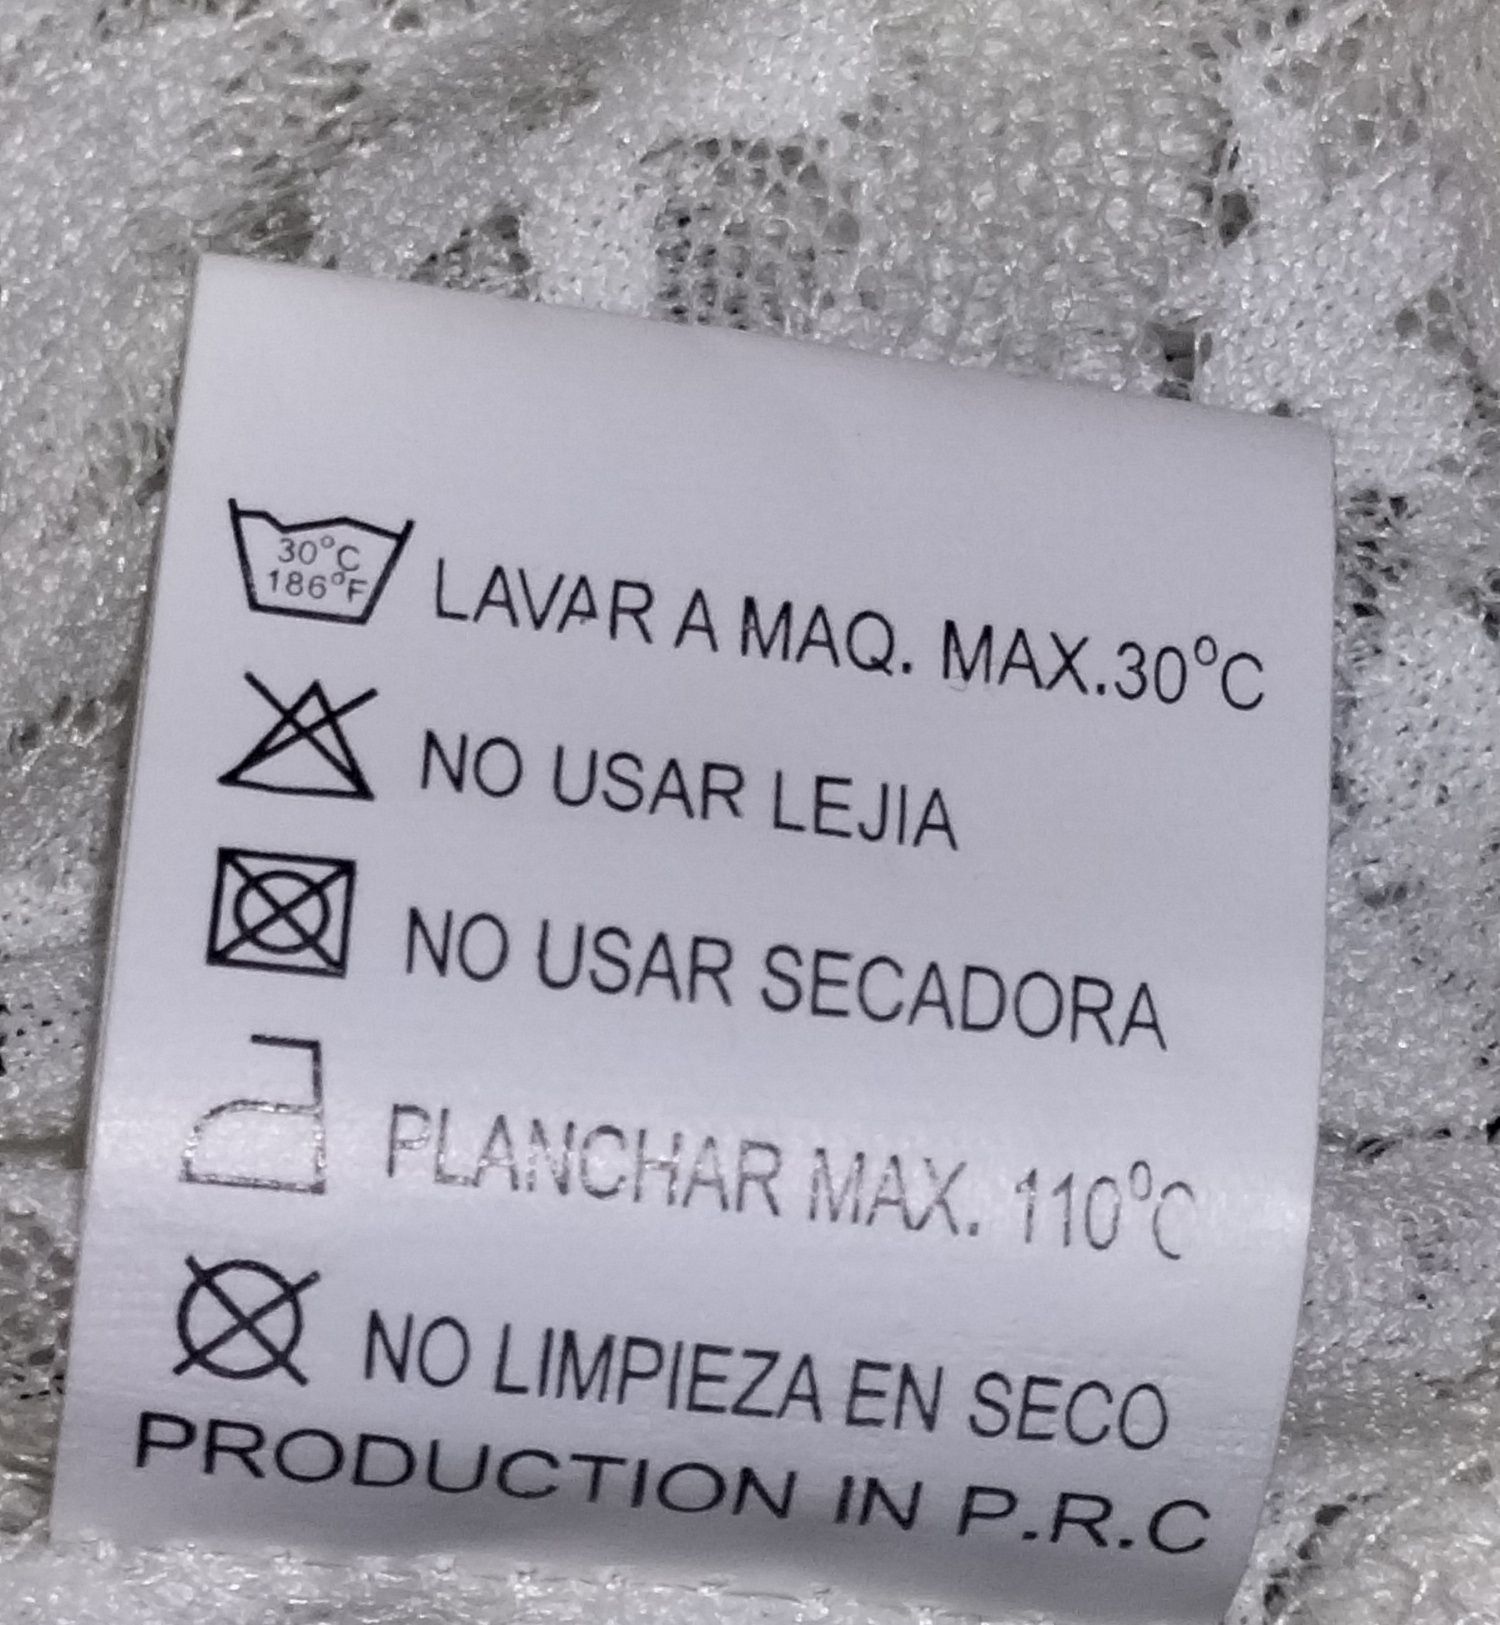 30°C
186°F
LAVAR A MAQ. MAX.30°C
NO USAR LEJIA
NO USAR SECADORA
PLANCHAR MAX. 110°C
NO LIMPIEZA EN SECO
PRODUCTION IN P.R.C